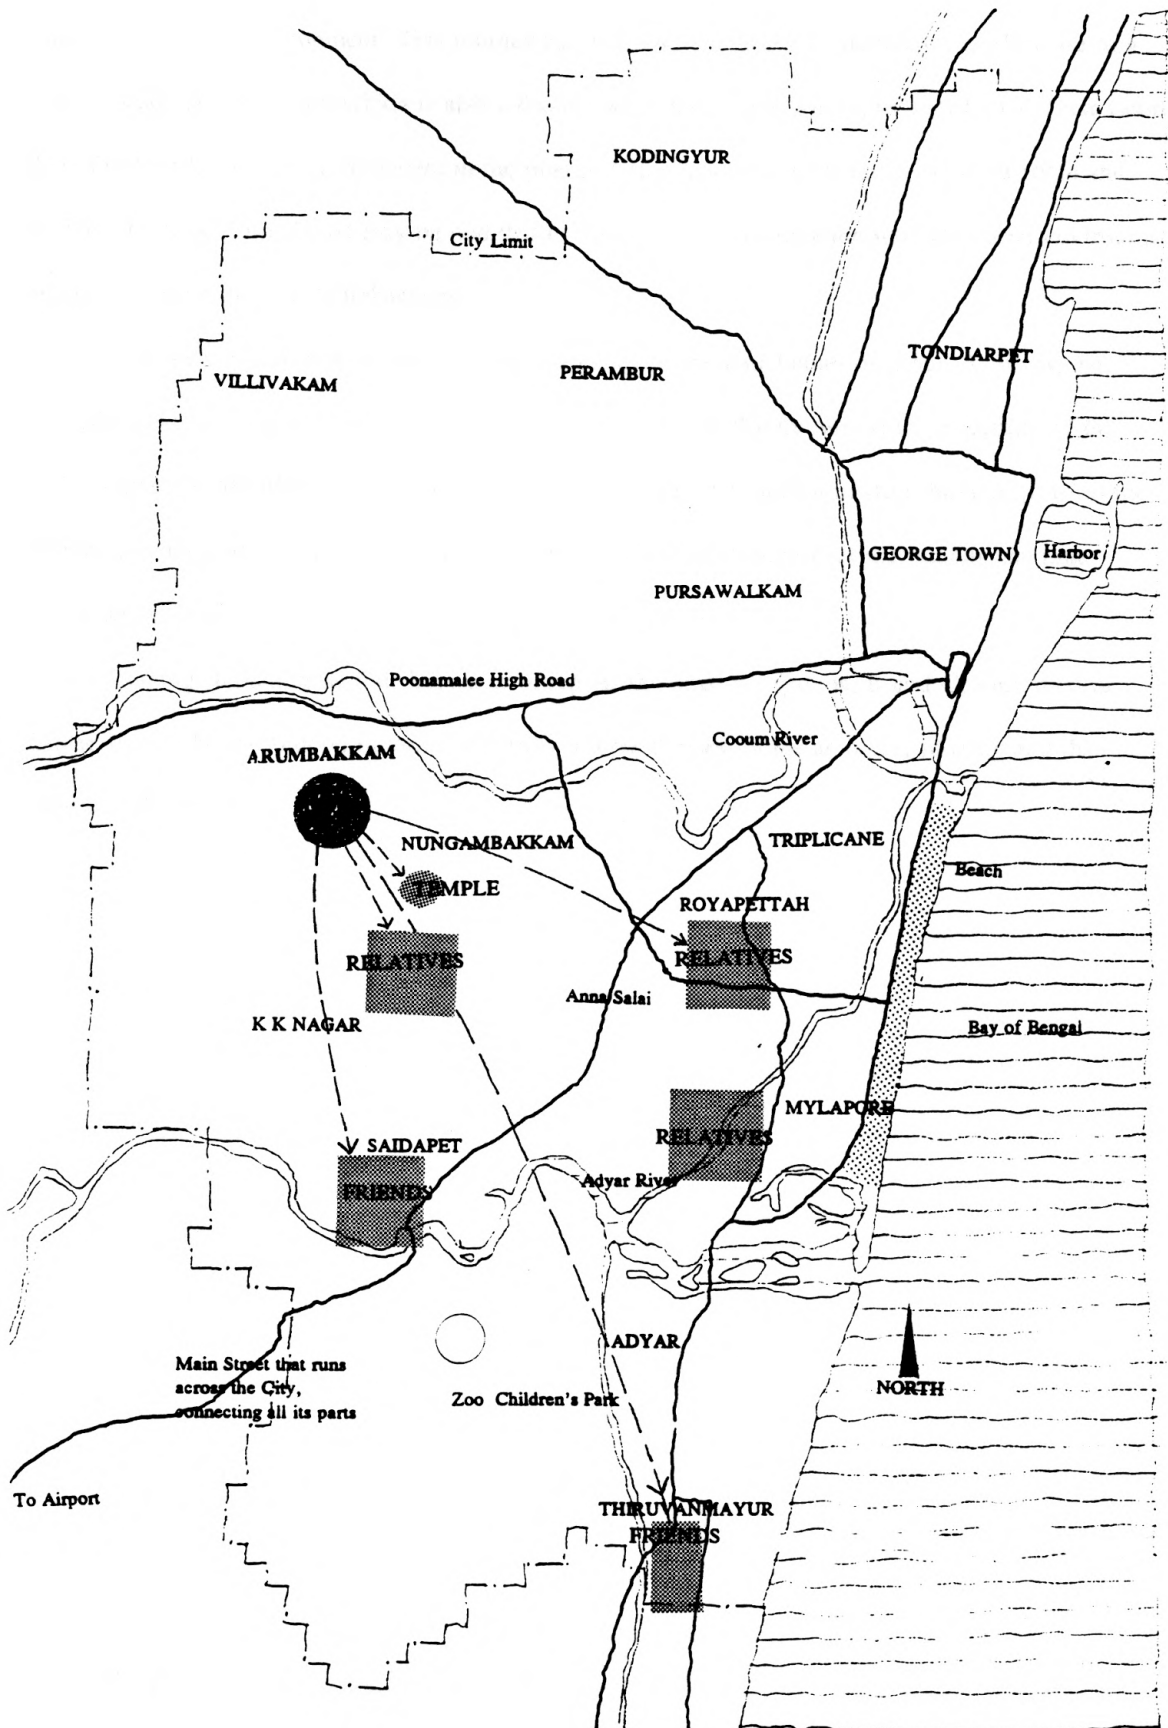 KODINGYUR
City Limit
TONDIARPET
VILLIVAKAM
PERAMBUR
GEORGE TOWN
Harbor
PURSAWALKAM
Poonamalee High Road
Cooum River
ARUMBAKKAM
NUNGAMBAKKAM
TRIPLICANE
Beach
TEMPLE
ROYAPETTAH
RELATIVES
RELATIVES
Anna Salai
K K NAGAR
Bay of Bengal
MYLAPORE
RELATIVES
SAIDAPET
Adyar River
FRIENDS
ADYAR
Main Street that runs
across the City,
connecting all its parts
NORTH
Zoo Children's Park
To Airport
THIRUVANMAYUR
FRIENDS